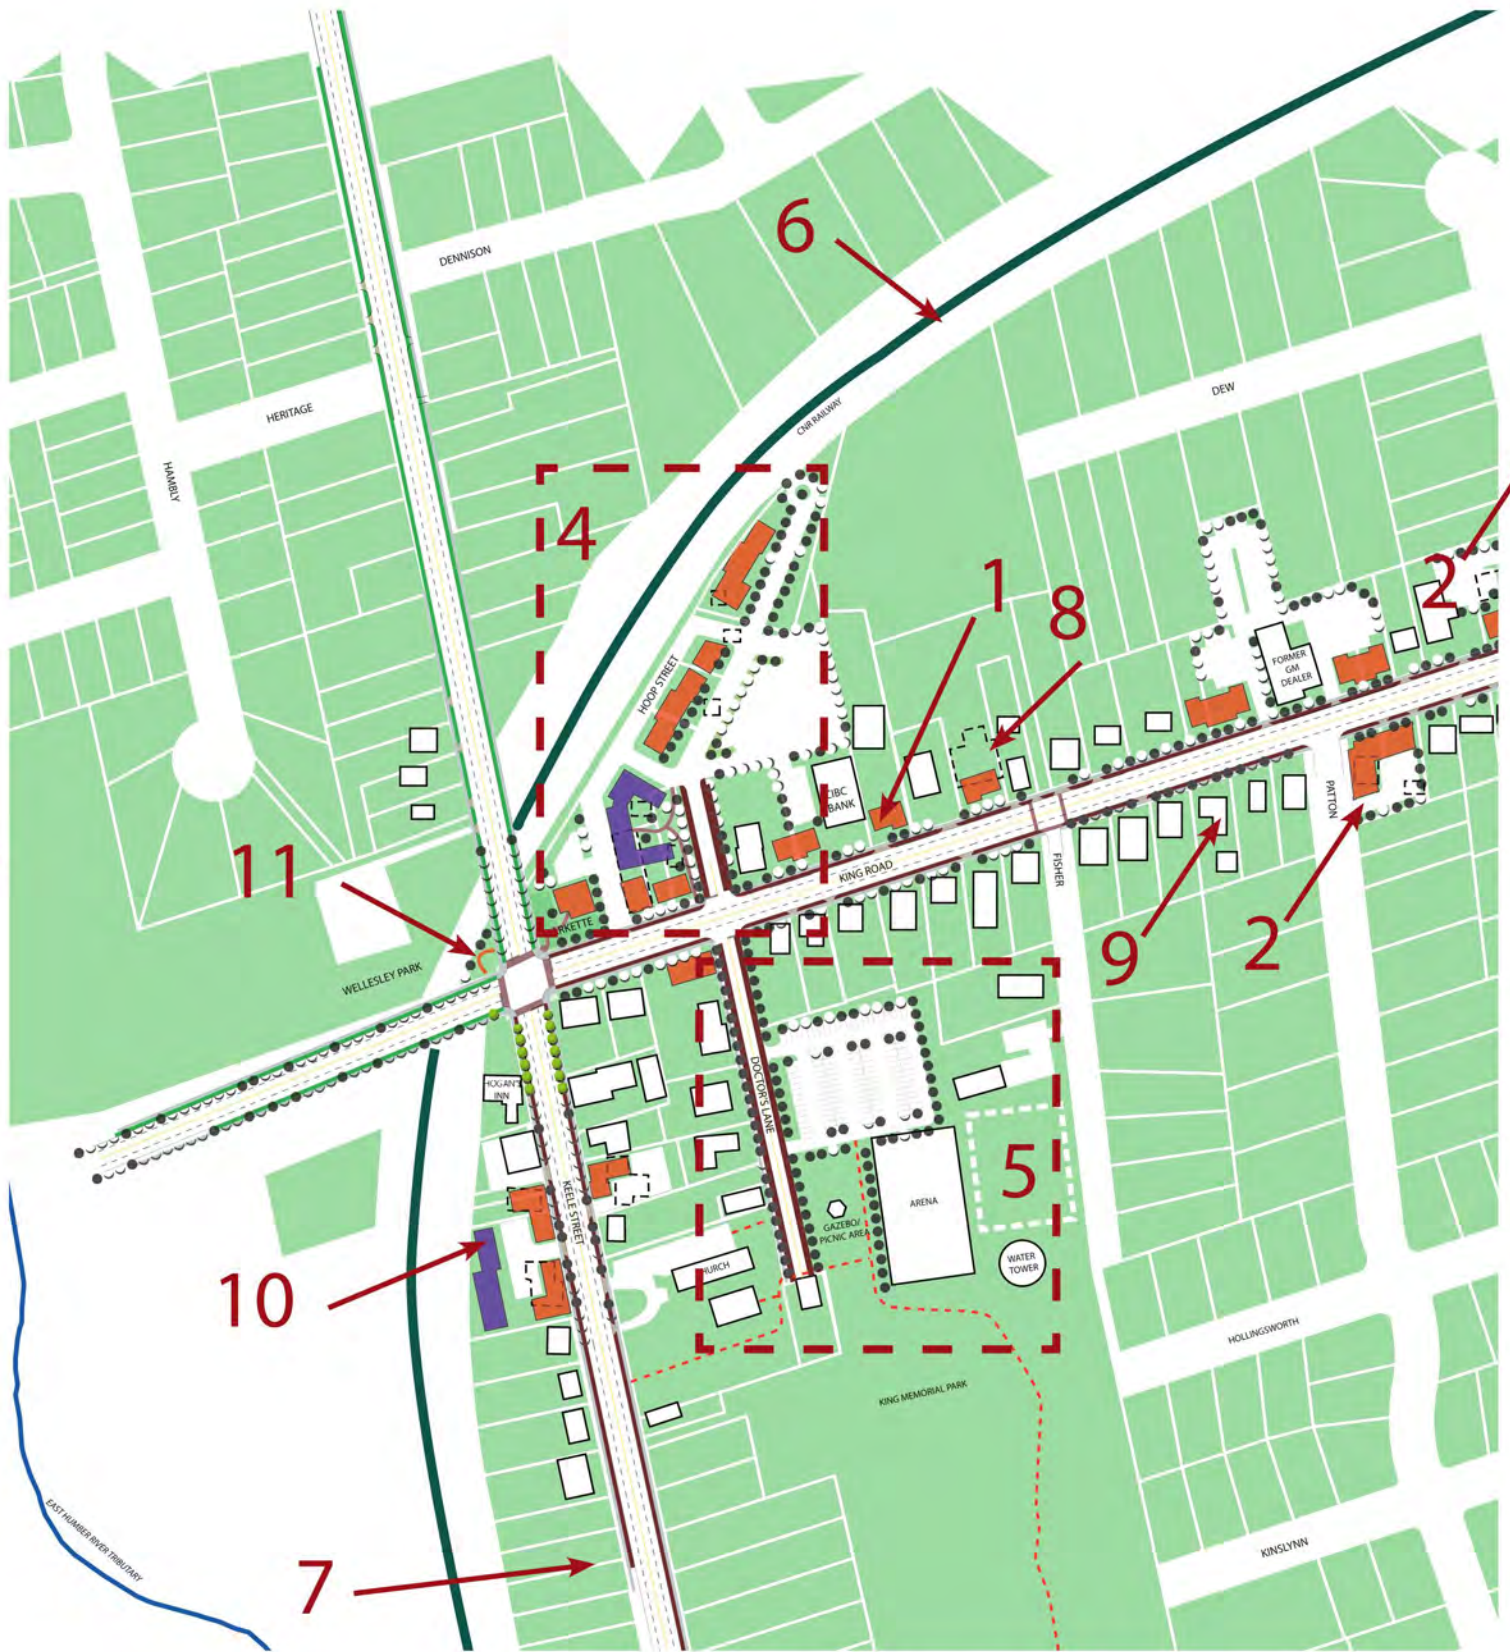 6
DENNISON
DEW
HERITAGE
CNR RAILWAY
HAMBLY
4
1
2
8
HOOP STREET
FORMER
GM
DEALER
CIBC
BANK
PATTON
11
KING ROAD
FISHER
9
2
WELLESLEY PARK
HOGAN'S
INN
DOCTOR'S LANE
5
KEELE STREET
ARENA
GAZEBO/
PICNIC AREA
WATER
TOWER
10
HURCH
HOLLINGSWORTH
KING MEMORIAL PARK
EAST HUMBER RIVER TRIBUTARY
7
KINSLYNN